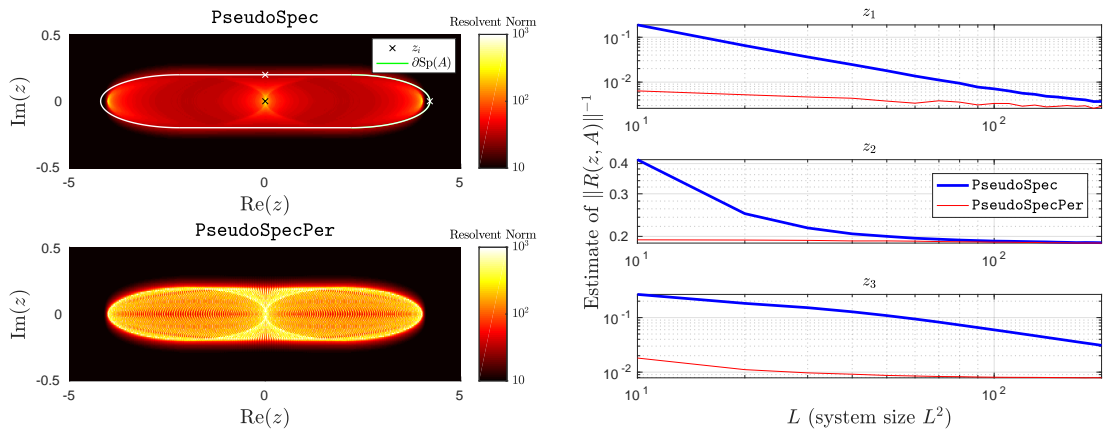 PseudoSpec
Resolvent Norm
0.5
0
-0.5
Im(z)
-5
0
5
Re(z)
× z_i
— ∂Sp(A)
10^3
10^2
10
PseudoSpecPer
Resolvent Norm
0.5
0
-0.5
Im(z)
-5
0
5
Re(z)
10^3
10^2
10
Estimate of ‖R(z, A)‖^−1
z_1
10^-1
10^-2
10^1
10^2
z_2
0.4
0.3
0.2
PseudoSpec
PseudoSpecPer
10^1
10^2
z_3
10^-1
10^-2
10^1
10^2
L (system size L^2)